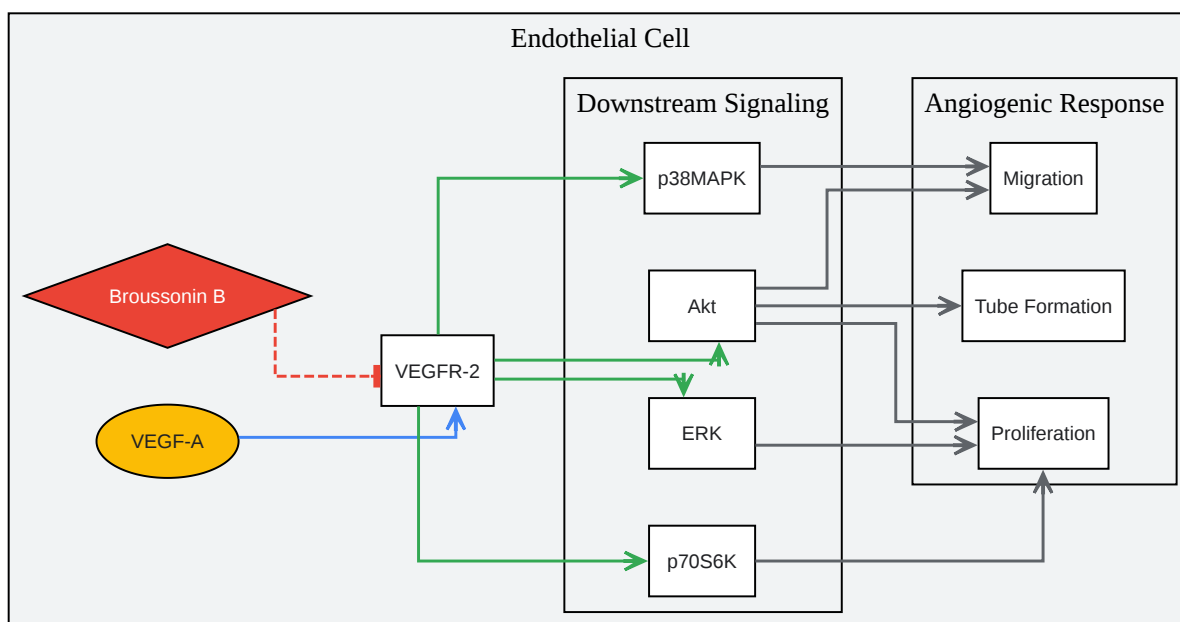 Endothelial Cell
Downstream Signaling
Angiogenic Response
p38MAPK
Migration
Broussonin B
Akt
Tube Formation
VEGFR-2
VEGF-A
ERK
Proliferation
p70S6K